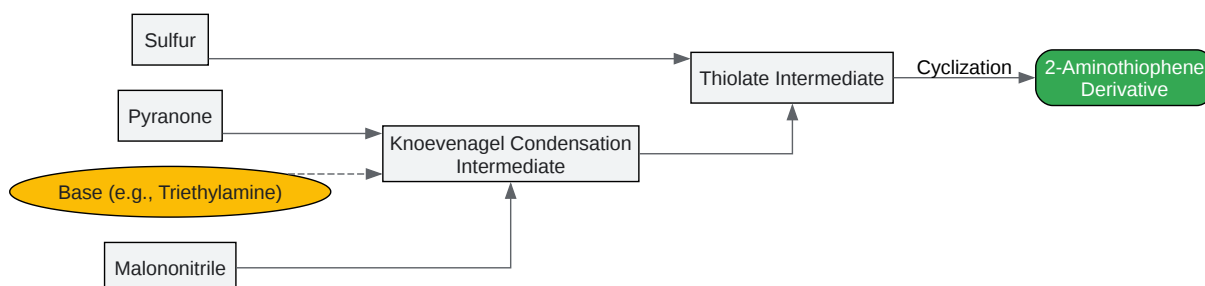 Sulfur
Pyranone
Base (e.g., Triethylamine)
Malononitrile
Knoevenagel Condensation
Intermediate
Thiolate Intermediate
Cyclization
2-Aminothiophene
Derivative